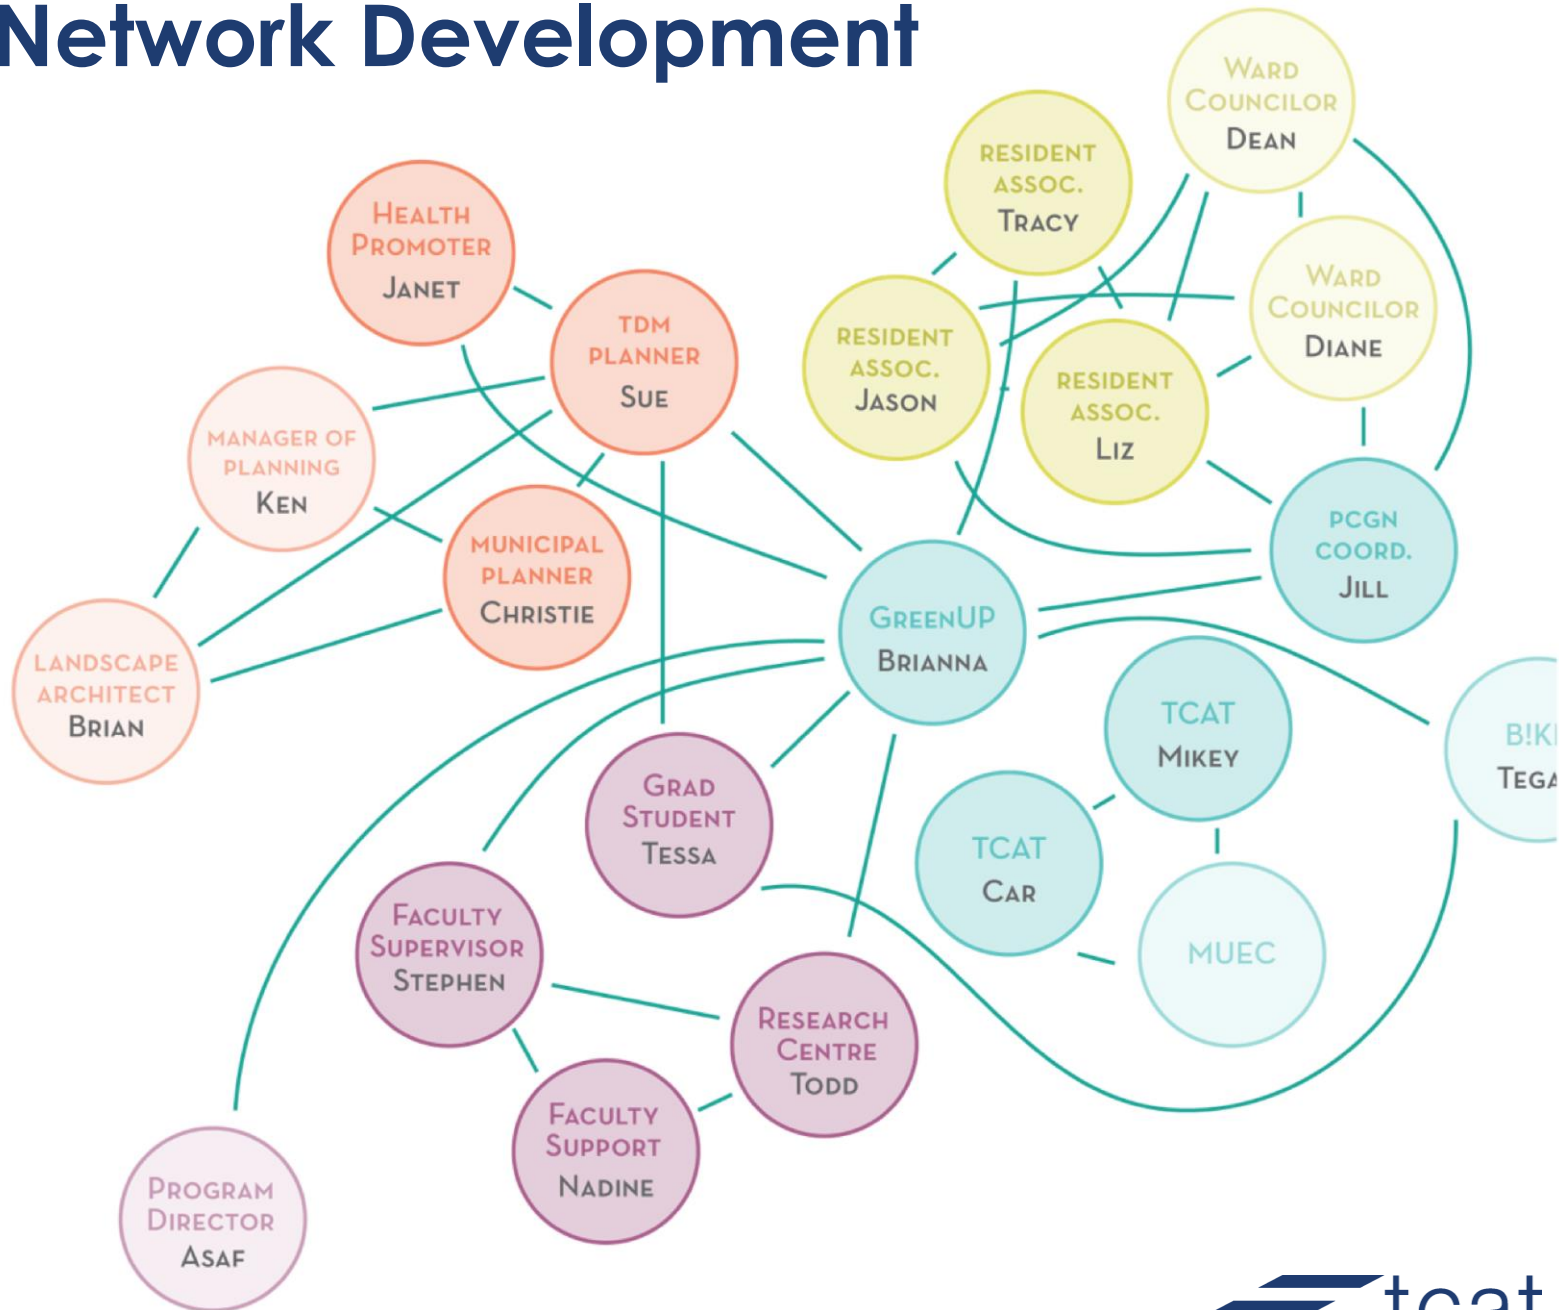 Network Development
WARD
COUNCILOR
DEAN
RESIDENT
ASSOC.
TRACY
HEALTH
PROMOTER
JANET
WARD
COUNCILOR
DIANE
TDM
PLANNER
SUE
RESIDENT
ASSOC.
JASON
RESIDENT
ASSOC.
LIZ
MANAGER OF
PLANNING
KEN
PCGN
COORD.
JILL
MUNICIPAL
PLANNER
CHRISTIE
GREENUP
BRIANNA
LANDSCAPE
ARCHITECT
BRIAN
TCAT
MIKEY
GRAD
STUDENT
TESSA
TCAT
CAR
FACULTY
SUPERVISOR
STEPHEN
MUEC
RESEARCH
CENTRE
TODD
FACULTY
SUPPORT
NADINE
PROGRAM
DIRECTOR
ASAF
tcat